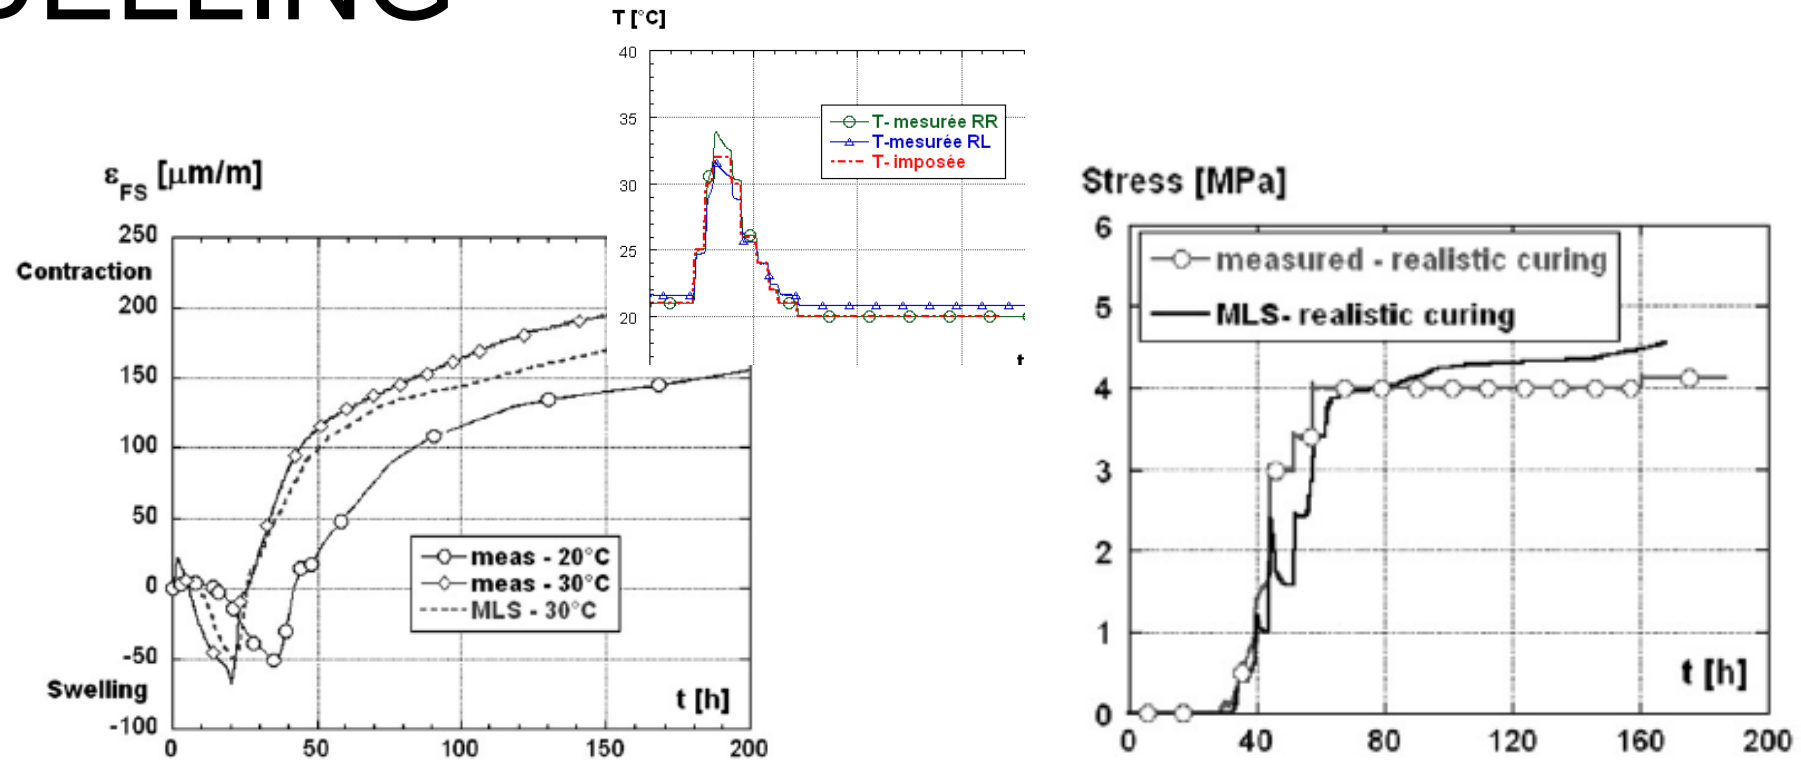 T [°C]
40
35
30
25
20
T- mesurée RR
T-mesurée RL
T- imposée
t
εFS [μm/m]
250
Contraction
200
150
100
50
0
-50
Swelling
-100
0
50
100
150
200
t [h]
meas - 20°C
meas - 30°C
MLS - 30°C
Stress [MPa]
6
5
4
3
2
1
0
0
40
80
120
160
200
t [h]
measured - realistic curing
MLS- realistic curing